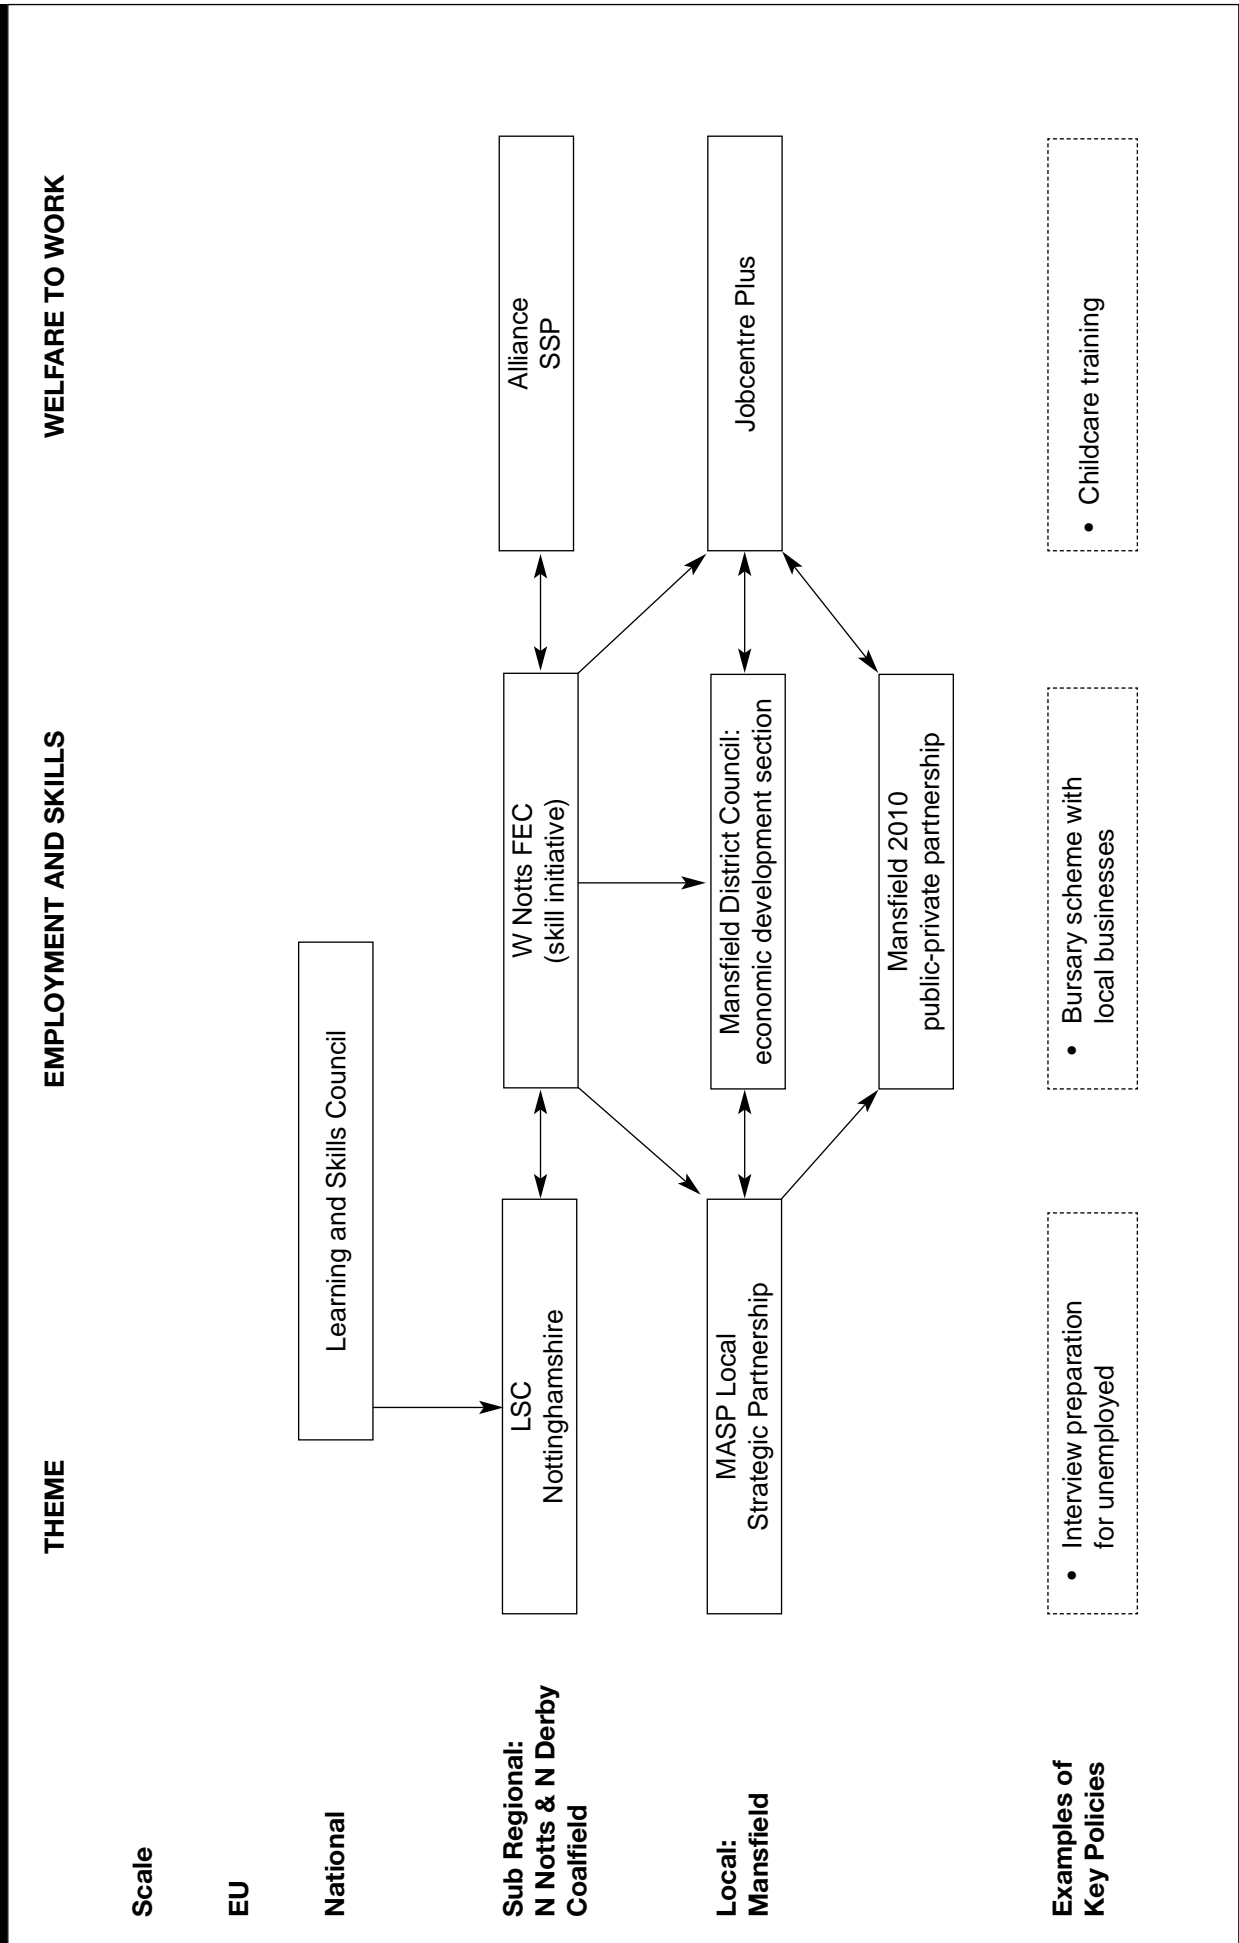 THEME
EMPLOYMENT AND SKILLS
WELFARE TO WORK
Scale
EU
National
Learning and Skills Council
Sub Regional:
N Notts & N Derby
Coalfield
LSC
Nottinghamshire
W Notts FEC
(skill initiative)
Alliance
SSP
Local:
Mansfield
MASP Local
Strategic Partnership
Mansfield District Council:
economic development section
Jobcentre Plus
Mansfield 2010
public-private partnership
Examples of
Key Policies
• Interview preparation
for unemployed
• Bursary scheme with
local businesses
• Childcare training